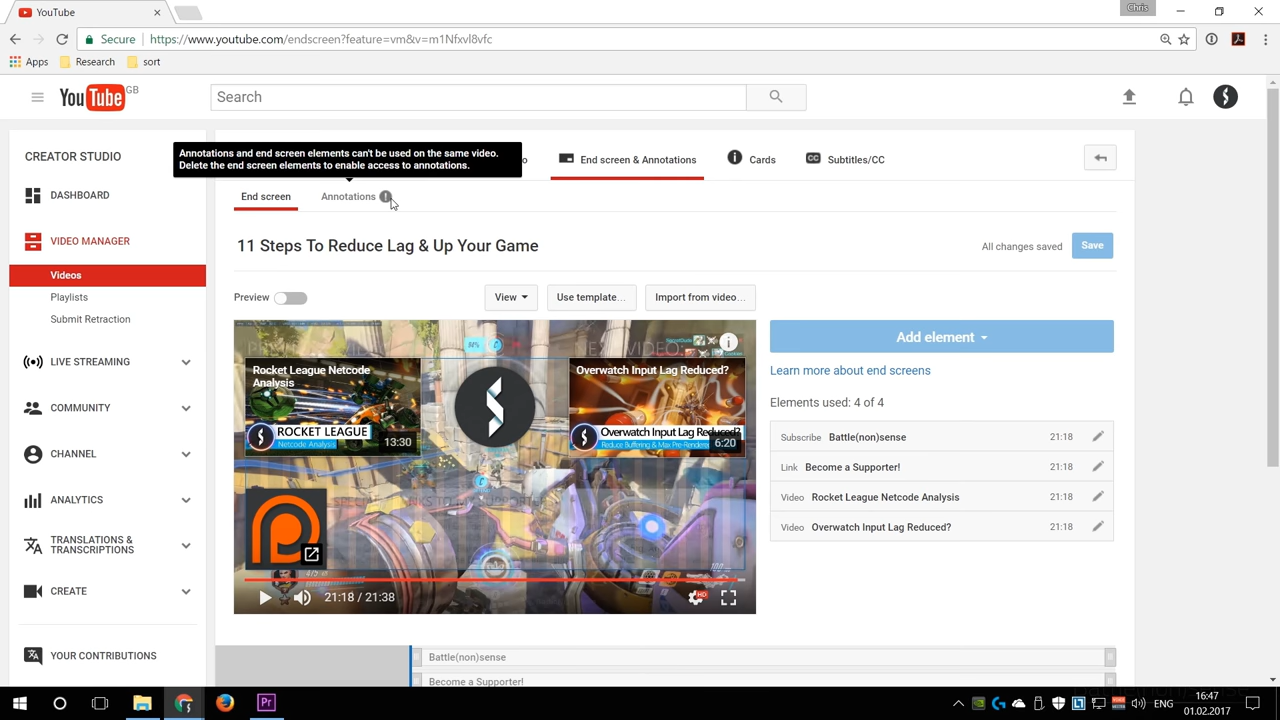 YouTube
Chris
Secure
https://www.youtube.com/endscreen?feature=vm&v=m1Nfxvl8vfc
Apps
Research
sort
YouTube GB
Search
CREATOR STUDIO
DASHBOARD
VIDEO MANAGER
Videos
Playlists
Submit Retraction
LIVE STREAMING
COMMUNITY
CHANNEL
ANALYTICS
TRANSLATIONS &
TRANSCRIPTIONS
CREATE
YOUR CONTRIBUTIONS
Annotations and end screen elements can't be used on the same video.
Delete the end screen elements to enable access to annotations.
End screen & Annotations
Cards
CC Subtitles/CC
End screen
Annotations
11 Steps To Reduce Lag & Up Your Game
All changes saved
Save
Preview
View
Use template...
Import from video...
Rocket League Netcode
Analysis
ROCKET LEAGUE
Netcode Analysis
13:30
Overwatch Input Lag Reduced?
Overwatch Input Lag Reduced?
6:20
21:18 / 21:38
HD
Add element
Learn more about end screens
Elements used: 4 of 4
Subscribe Battle(non)sense 21:18
Link Become a Supporter! 21:18
Video Rocket League Netcode Analysis 21:18
Video Overwatch Input Lag Reduced? 21:18
Battle(non)sense
Become a Supporter!
Pr
ENG
16:47
01.02.2017